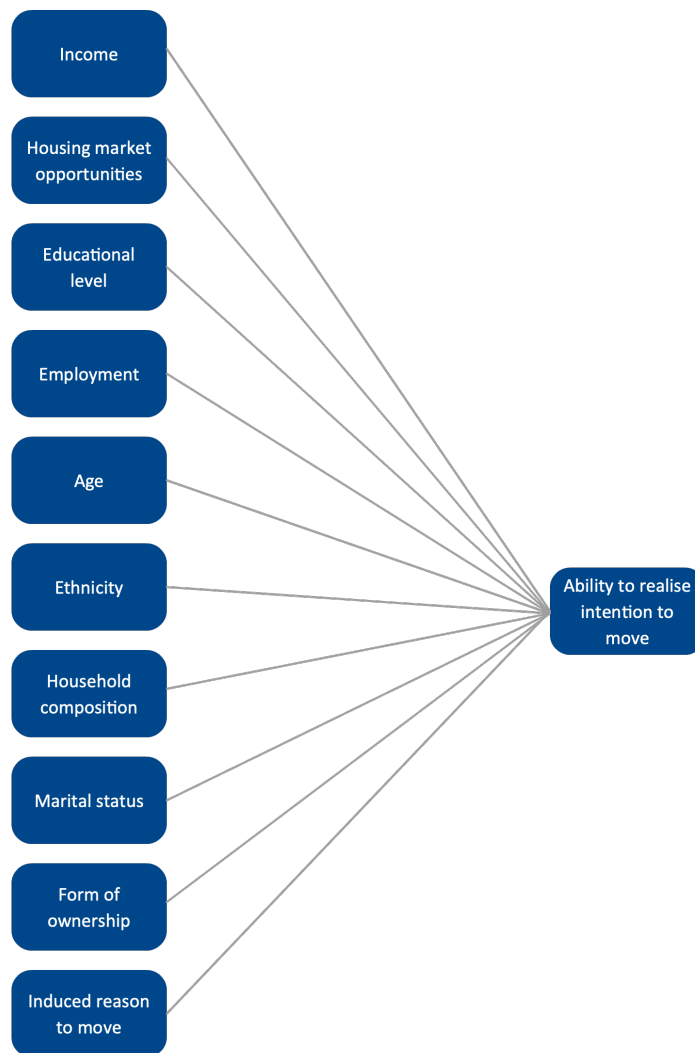 Income
Housing market
opportunities
Educational
level
Employment
Age
Ethnicity
Household
composition
Marital status
Form of
ownership
Induced reason
to move
Ability to realise
intention to
move